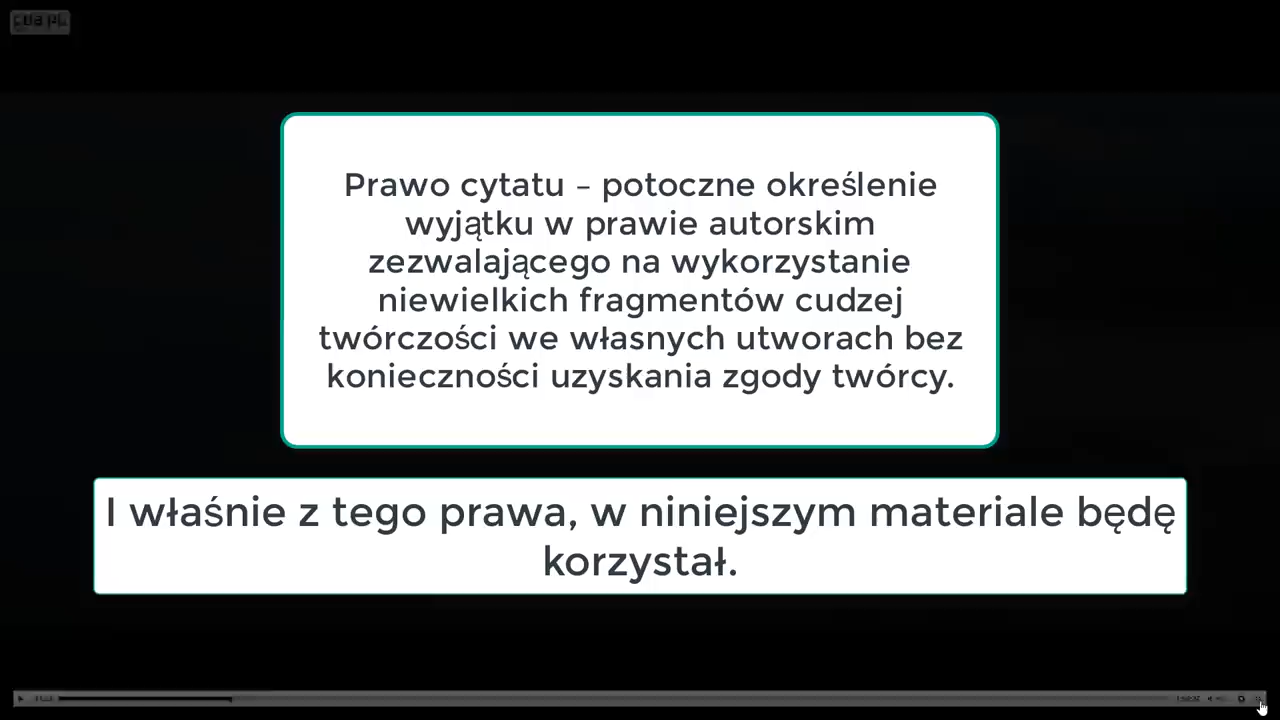 Prawo cytatu – potoczne określenie
wyjątku w prawie autorskim
zezwalającego na wykorzystanie
niewielkich fragmentów cudzej
twórczości we własnych utworach bez
konieczności uzyskania zgody twórcy.
I właśnie z tego prawa, w niniejszym materiale będę
korzystał.